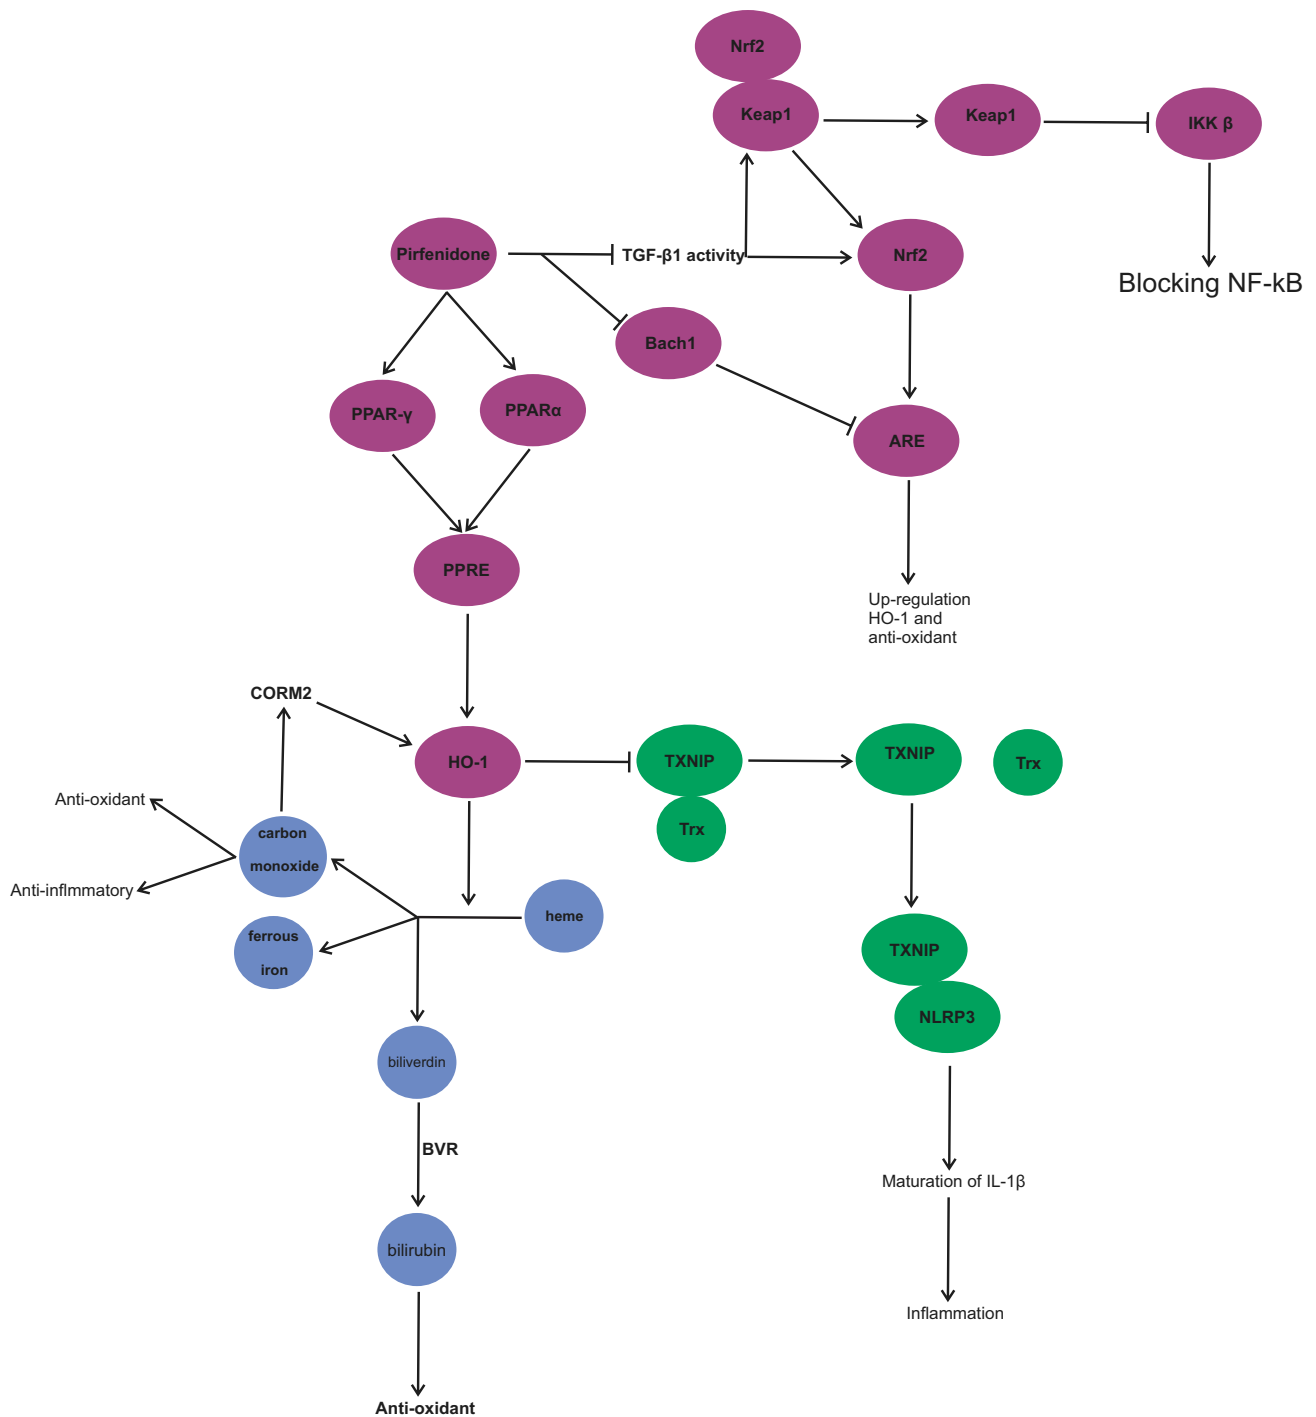 Nrf2
Keap1
Keap1
IKK β
Pirfenidone
TGF-β1 activity
Nrf2
Blocking NF-kB
Bach1
PPAR-γ
PPARα
ARE
PPRE
Up-regulation
HO-1 and
anti-oxidant
CORM2
HO-1
TXNIP
TXNIP
Trx
Anti-oxidant
Trx
carbon
monoxide
Anti-inflmmatory
heme
ferrous
iron
TXNIP
NLRP3
biliverdin
BVR
Maturation of IL-1β
bilirubin
Inflammation
Anti-oxidant